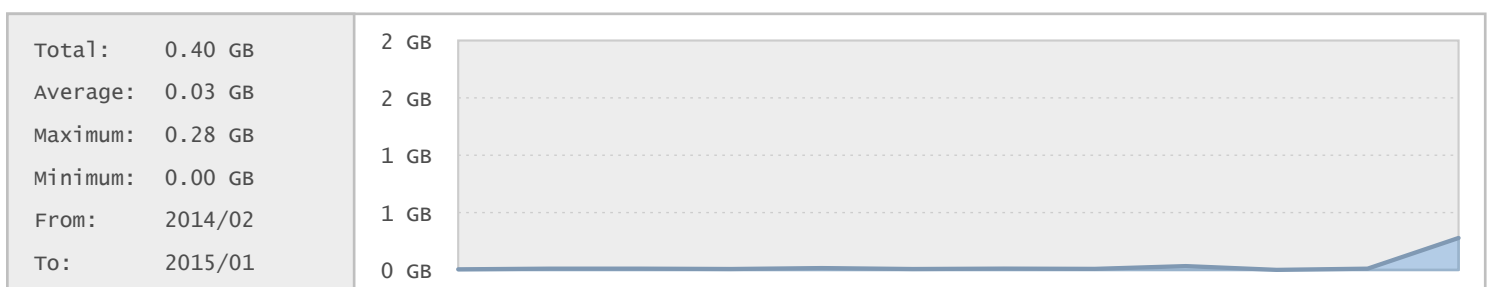 Total: 0.40 GB
Average: 0.03 GB
Maximum: 0.28 GB
Minimum: 0.00 GB
From: 2014/02
To: 2015/01
2 GB
2 GB
1 GB
1 GB
0 GB